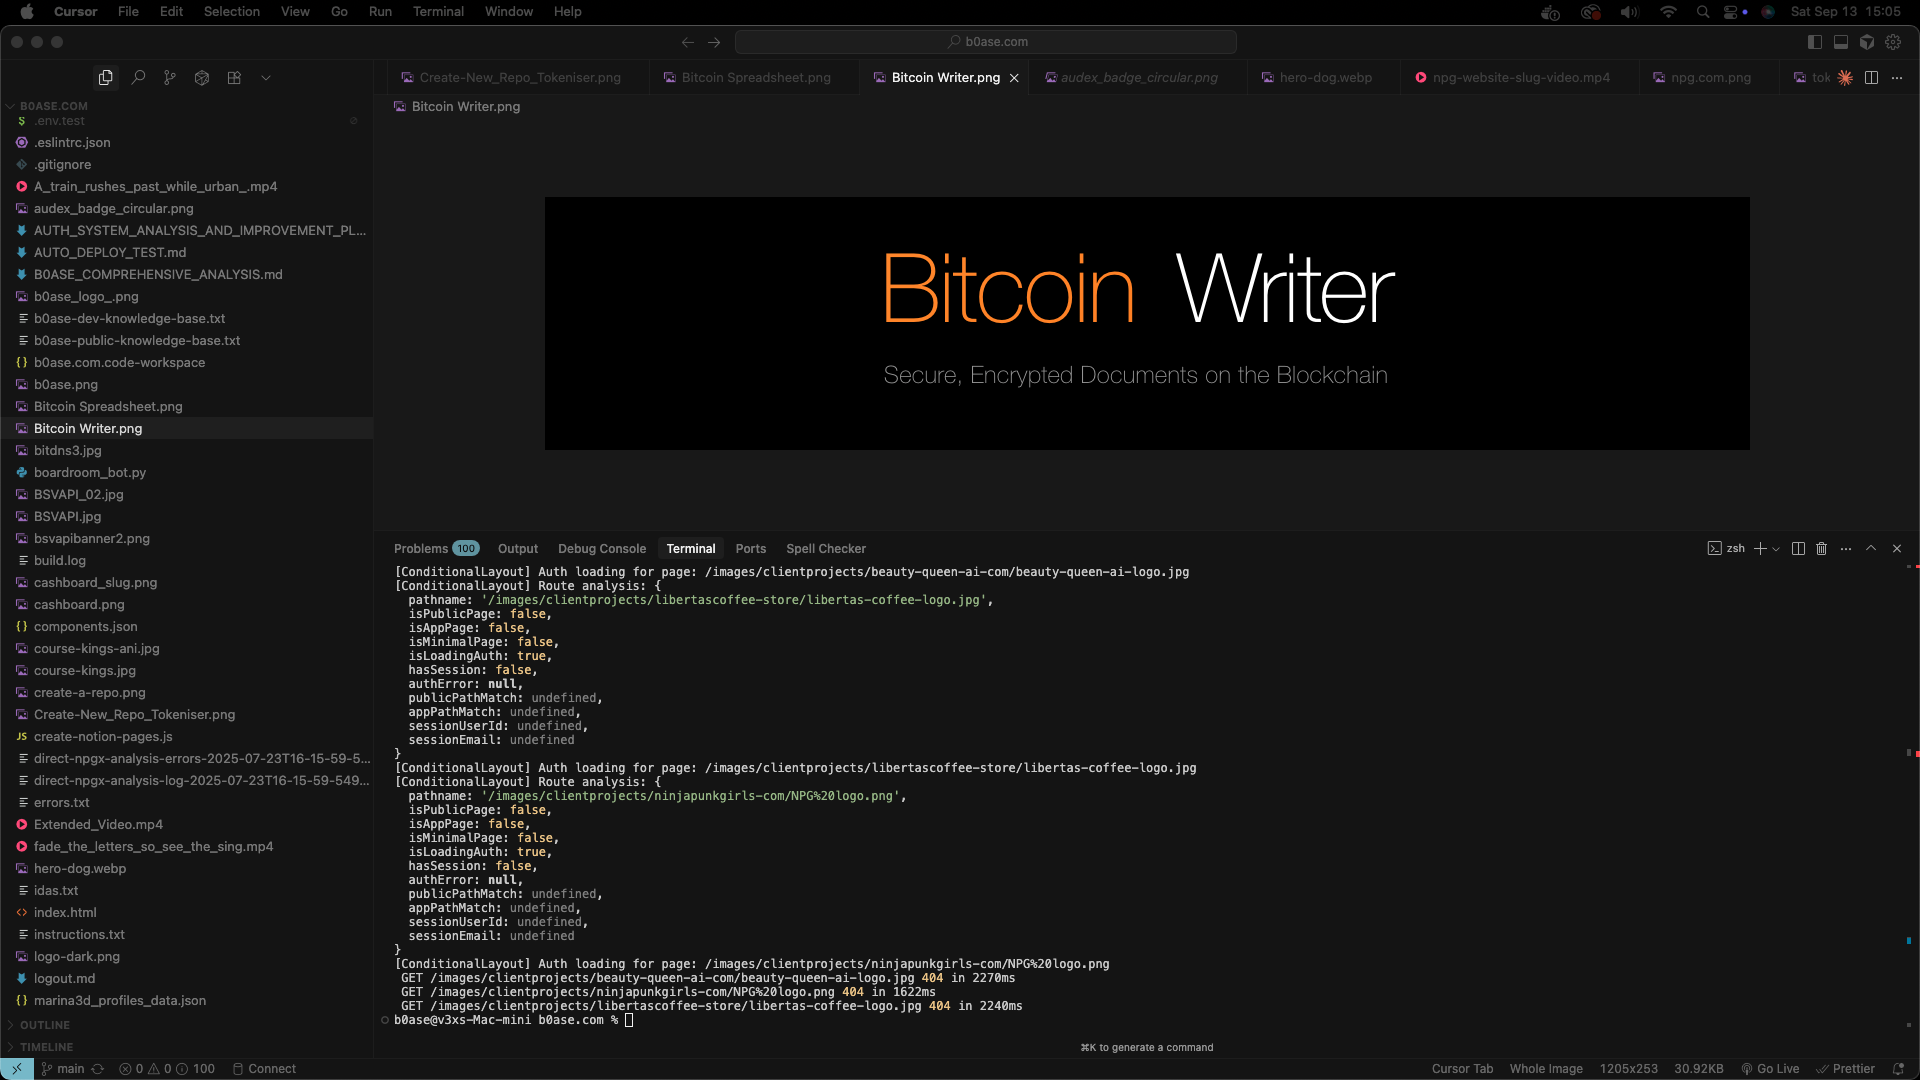 Cursor File Edit Selection View Go Run Terminal Window Help
Sat Sep 13 15:05
b0ase.com
Create-New_Repo_Tokeniser.png
Bitcoin Spreadsheet.png
Bitcoin Writer.png
audex_badge_circular.png
hero-dog.webp
npg-website-slug-video.mp4
npg.com.png
tok
B0ASE.COM
.env.test
.eslintrc.json
.gitignore
A_train_rushes_past_while_urban_.mp4
audex_badge_circular.png
AUTH_SYSTEM_ANALYSIS_AND_IMPROVEMENT_PL...
AUTO_DEPLOY_TEST.md
B0ASE_COMPREHENSIVE_ANALYSIS.md
b0ase_logo_.png
b0ase-dev-knowledge-base.txt
b0ase-public-knowledge-base.txt
b0ase.com.code-workspace
b0ase.png
Bitcoin Spreadsheet.png
Bitcoin Writer.png
bitdns3.jpg
boardroom_bot.py
BSVAPI_02.jpg
BSVAPI.jpg
bsvapibanner2.png
build.log
cashboard_slug.png
cashboard.png
components.json
course-kings-ani.jpg
course-kings.jpg
create-a-repo.png
Create-New_Repo_Tokeniser.png
create-notion-pages.js
direct-npgx-analysis-errors-2025-07-23T16-15-59-5...
direct-npgx-analysis-log-2025-07-23T16-15-59-549...
errors.txt
Extended_Video.mp4
fade_the_letters_so_see_the_sing.mp4
hero-dog.webp
idas.txt
index.html
instructions.txt
logo-dark.png
logout.md
marina3d_profiles_data.json
OUTLINE
TIMELINE
Bitcoin Writer.png
Bitcoin Writer
Secure, Encrypted Documents on the Blockchain
Problems 100 Output Debug Console Terminal Ports Spell Checker
zsh
[ConditionalLayout] Auth loading for page: /images/clientprojects/beauty-queen-ai-com/beauty-queen-ai-logo.jpg
[ConditionalLayout] Route analysis: {
pathname: '/images/clientprojects/libertascoffee-store/libertas-coffee-logo.jpg',
isPublicPage: false,
isAppPage: false,
isMinimalPage: false,
isLoadingAuth: true,
hasSession: false,
authError: null,
publicPathMatch: undefined,
appPathMatch: undefined,
sessionUserId: undefined,
sessionEmail: undefined
}
[ConditionalLayout] Auth loading for page: /images/clientprojects/libertascoffee-store/libertas-coffee-logo.jpg
[ConditionalLayout] Route analysis: {
pathname: '/images/clientprojects/ninjapunkgirls-com/NPG%20logo.png',
isPublicPage: false,
isAppPage: false,
isMinimalPage: false,
isLoadingAuth: true,
hasSession: false,
authError: null,
publicPathMatch: undefined,
appPathMatch: undefined,
sessionUserId: undefined,
sessionEmail: undefined
}
[ConditionalLayout] Auth loading for page: /images/clientprojects/ninjapunkgirls-com/NPG%20logo.png
GET /images/clientprojects/beauty-queen-ai-com/beauty-queen-ai-logo.jpg 404 in 2270ms
GET /images/clientprojects/ninjapunkgirls-com/NPG%20logo.png 404 in 1622ms
GET /images/clientprojects/libertascoffee-store/libertas-coffee-logo.jpg 404 in 2240ms
b0ase@v3xs-Mac-mini b0ase.com %
⌘K to generate a command
main 0 0 100 Connect
Cursor Tab Whole Image 1205x253 30.92KB Go Live Prettier